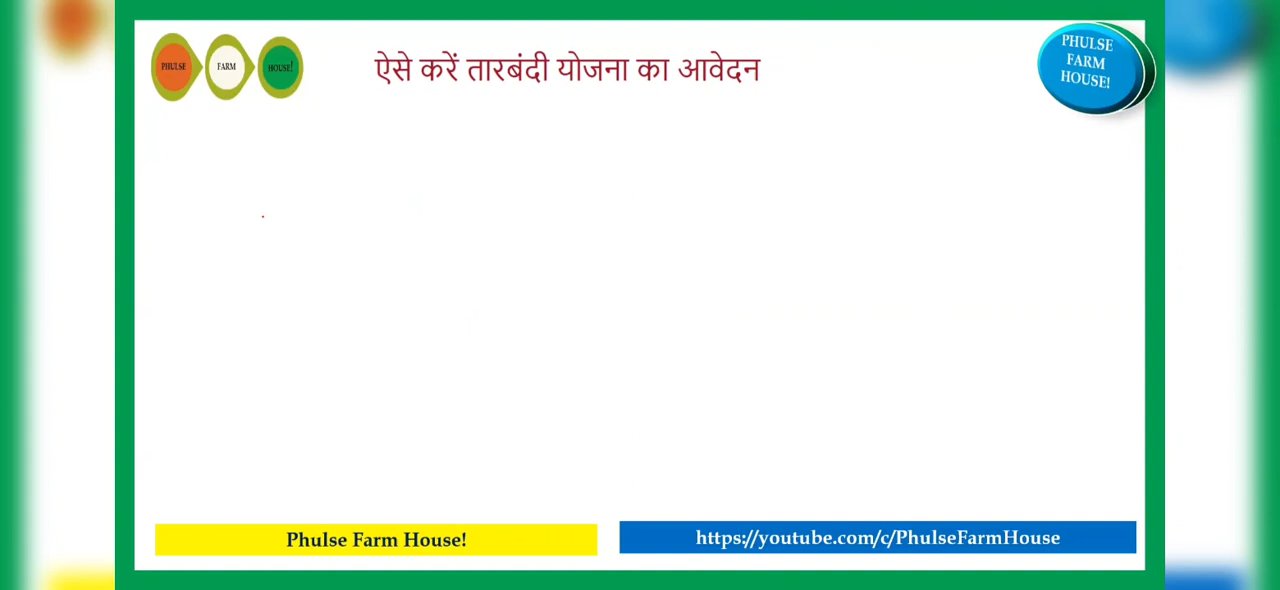 PHULSE FARM HOUSE!
ऐसे करें तारबंदी योजना का आवेदन
PHULSE
FARM
HOUSE!
Phulse Farm House!
https://youtube.com/c/PhulseFarmHouse